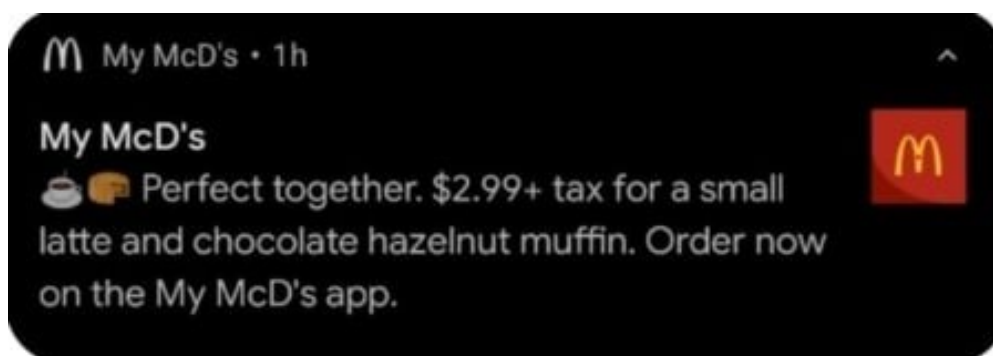 My McD's • 1h
My McD's
☕🧀 Perfect together. $2.99+ tax for a small
latte and chocolate hazelnut muffin. Order now
on the My McD's app.